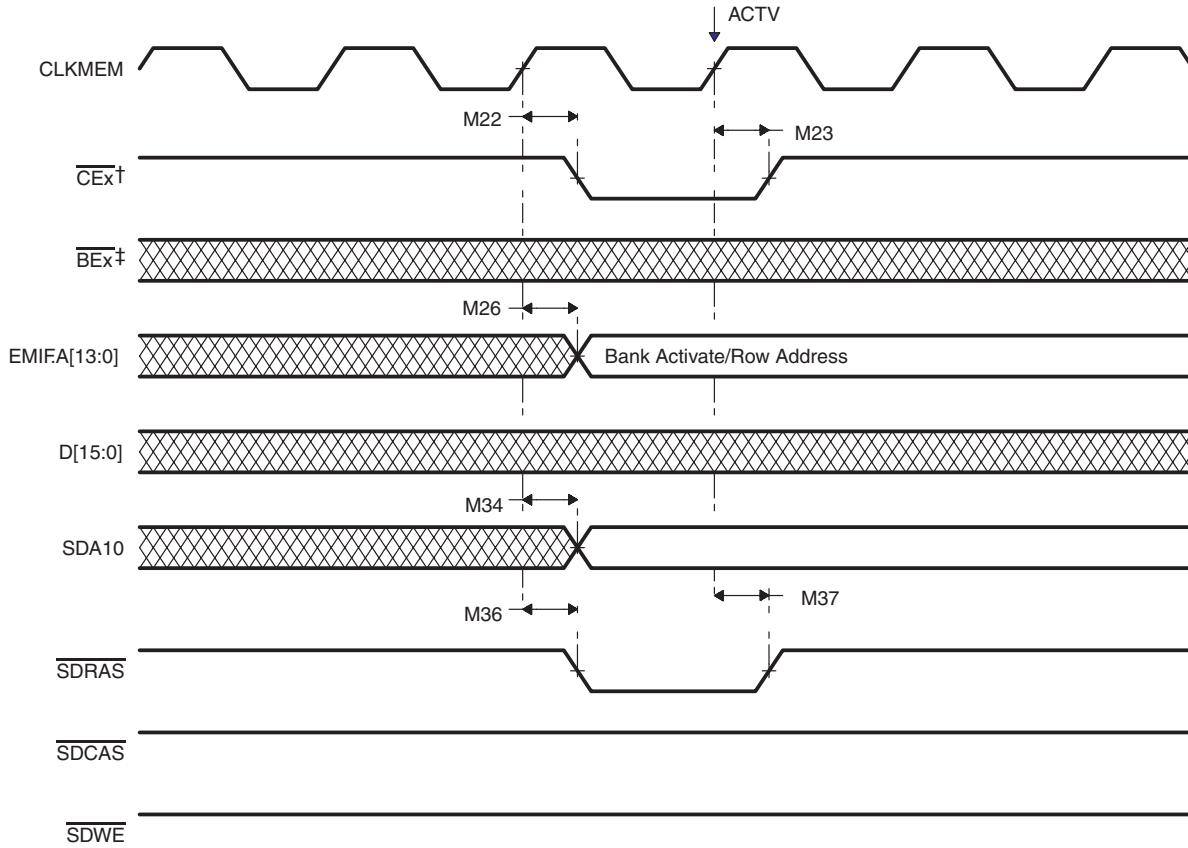 ACTV
CLKMEM
M22
M23
CEx†
BEx‡
M26
EMIF.A[13:0]
Bank Activate/Row Address
D[15:0]
M34
SDA10
M37
M36
SDRAS
SDCAS
SDWE